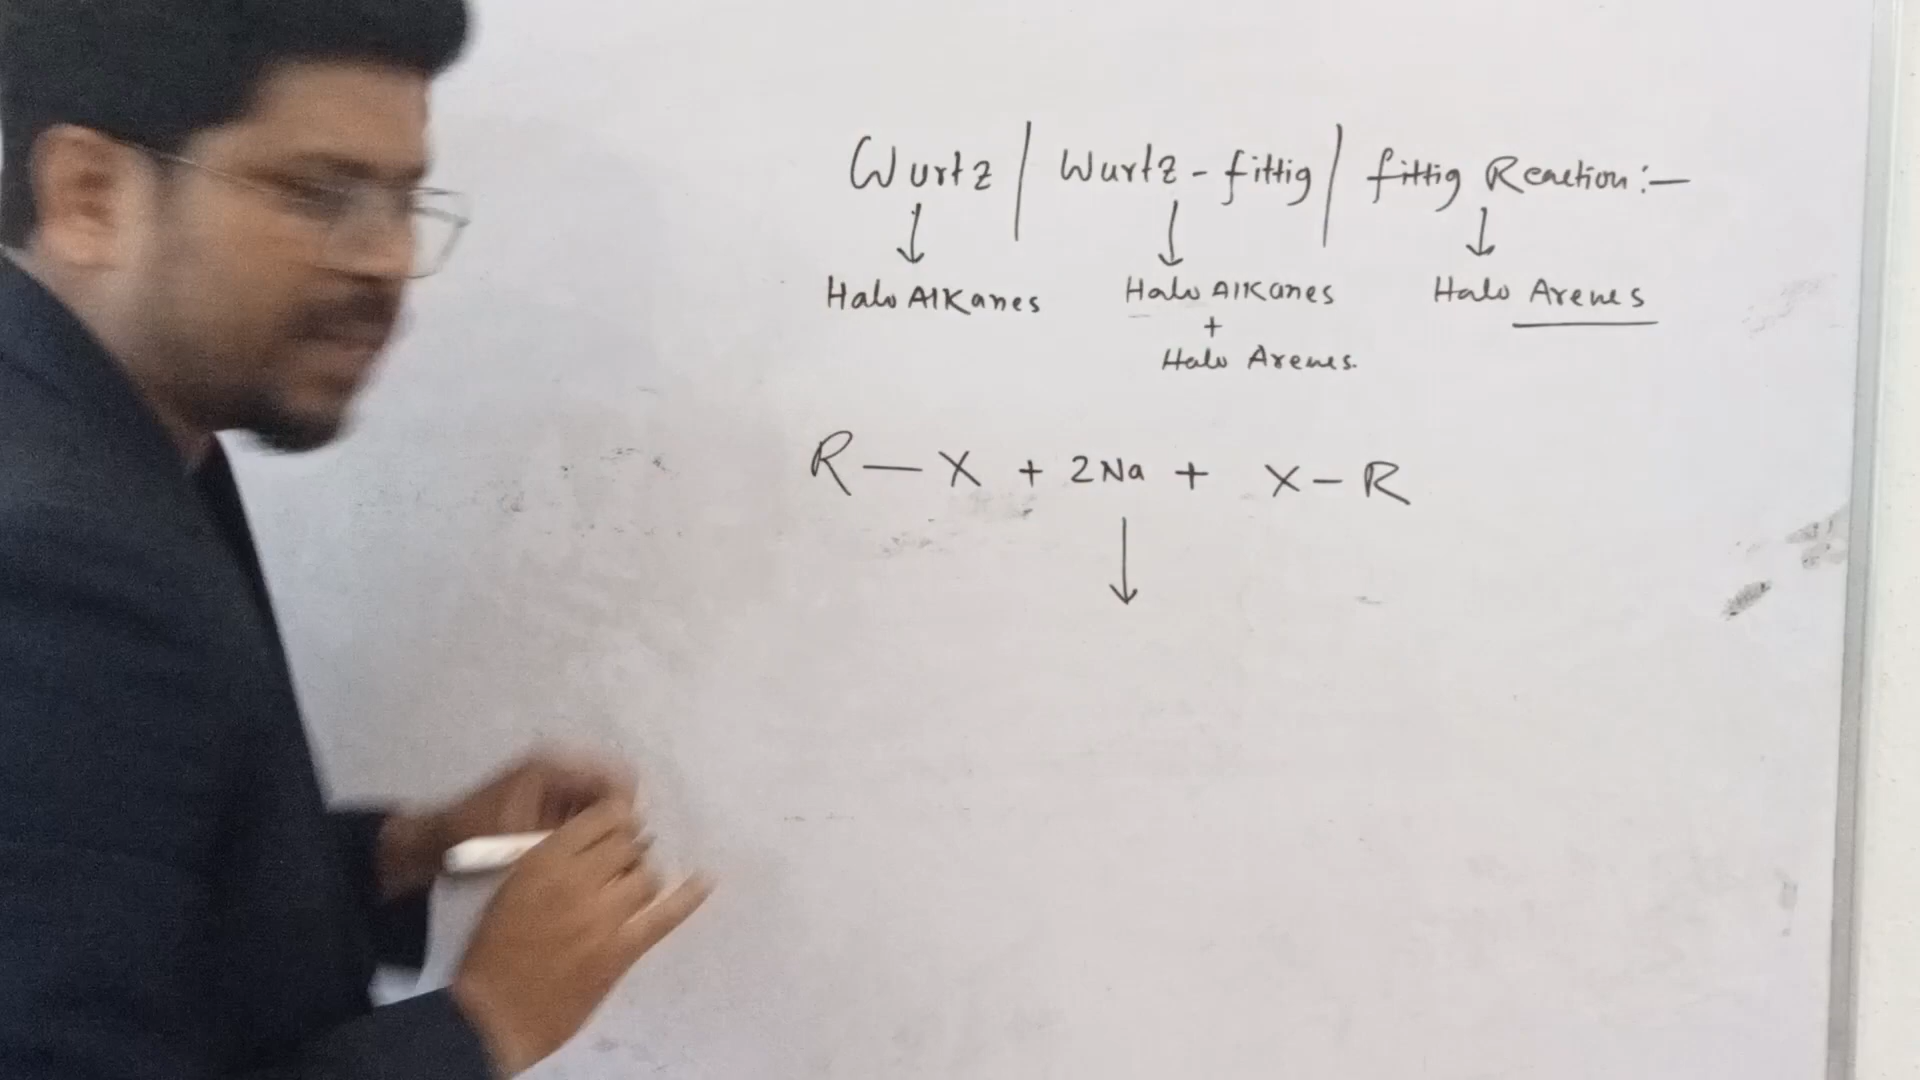 Wurtz | Wurtz-fittig | fittig Reaction :-
↓ ↓ ↓
Halo Alkanes Halo Alkanes Halo Arenes
+
Halo Arenes.
R — X + 2Na + X - R
↓